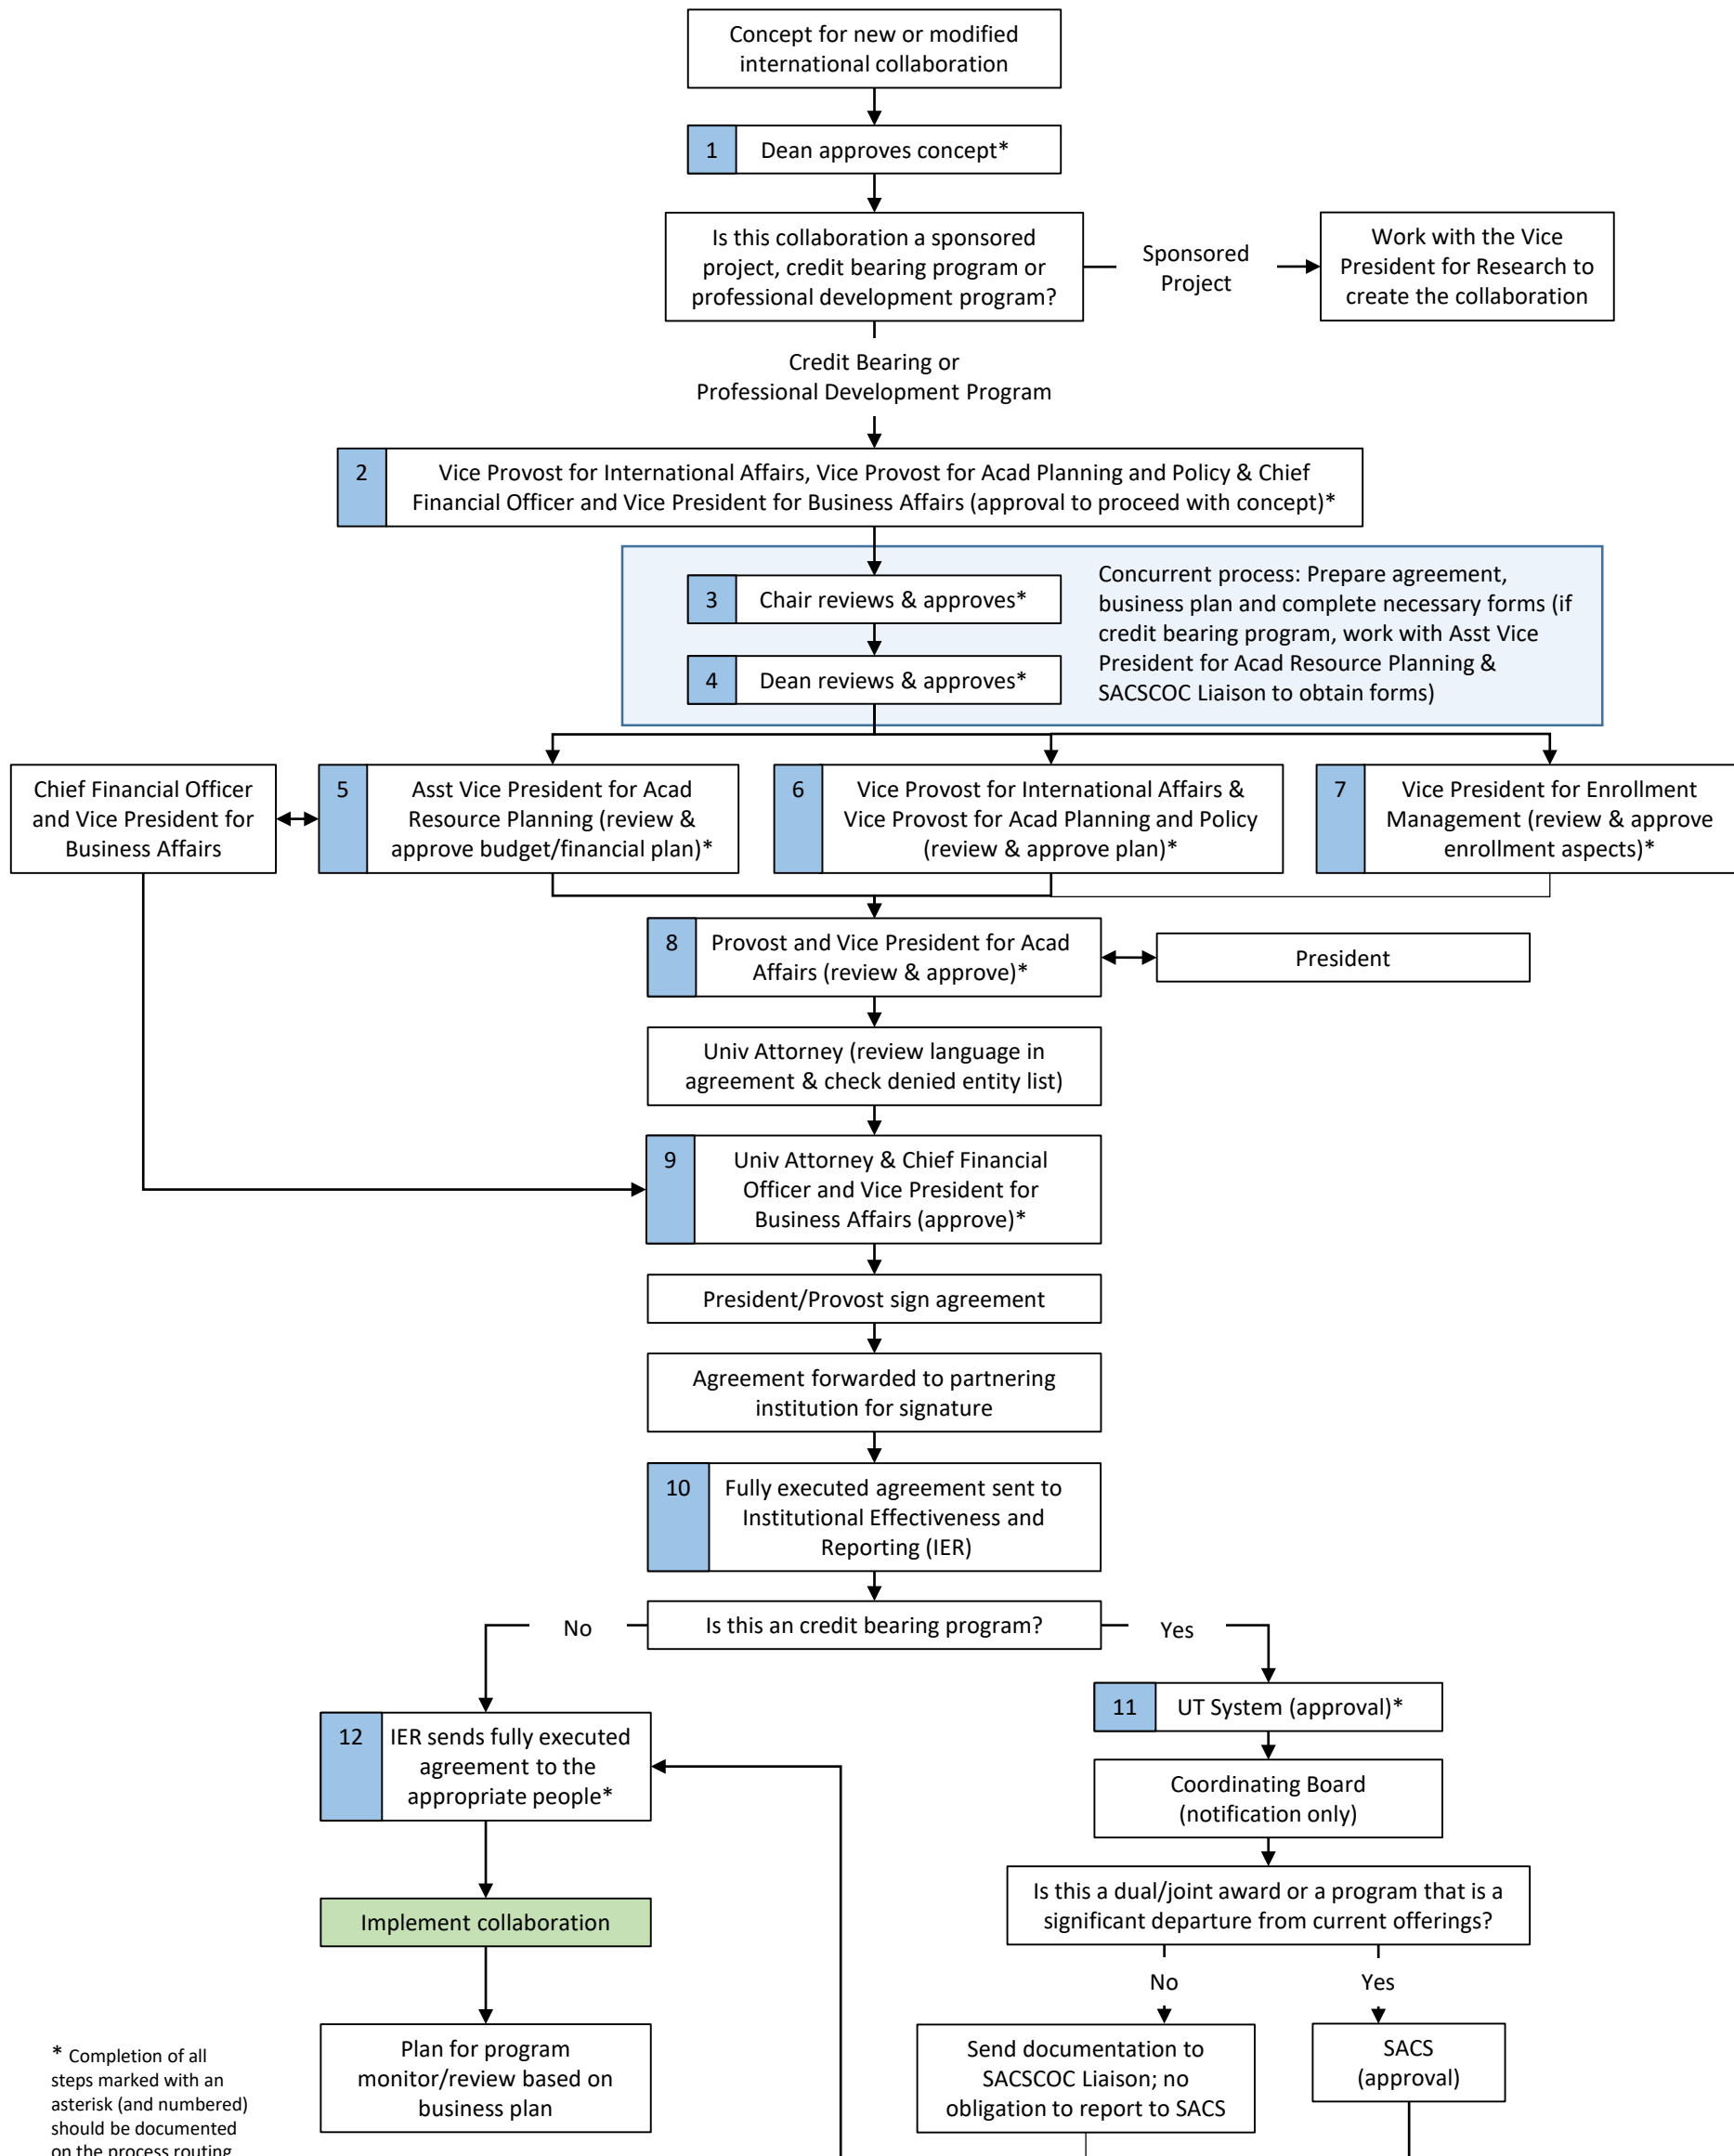 Concept for new or modified
international collaboration
1
Dean approves concept*
Is this collaboration a sponsored
project, credit bearing program or
professional development program?
Sponsored
Project
Work with the Vice
President for Research to
create the collaboration
Credit Bearing or
Professional Development Program
2
Vice Provost for International Affairs, Vice Provost for Acad Planning and Policy & Chief
Financial Officer and Vice President for Business Affairs (approval to proceed with concept)*
3
Chair reviews & approves*
4
Dean reviews & approves*
Concurrent process: Prepare agreement,
business plan and complete necessary forms (if
credit bearing program, work with Asst Vice
President for Acad Resource Planning &
SACSCOC Liaison to obtain forms)
Chief Financial Officer
and Vice President for
Business Affairs
5
Asst Vice President for Acad
Resource Planning (review &
approve budget/financial plan)*
6
Vice Provost for International Affairs &
Vice Provost for Acad Planning and Policy
(review & approve plan)*
7
Vice President for Enrollment
Management (review & approve
enrollment aspects)*
8
Provost and Vice President for Acad
Affairs (review & approve)*
President
Univ Attorney (review language in
agreement & check denied entity list)
9
Univ Attorney & Chief Financial
Officer and Vice President for
Business Affairs (approve)*
President/Provost sign agreement
Agreement forwarded to partnering
institution for signature
10
Fully executed agreement sent to
Institutional Effectiveness and
Reporting (IER)
Is this an credit bearing program?
No
Yes
11
UT System (approval)*
12
IER sends fully executed
agreement to the
appropriate people*
Coordinating Board
(notification only)
Is this a dual/joint award or a program that is a
significant departure from current offerings?
Implement collaboration
No
Yes
Plan for program
monitor/review based on
business plan
Send documentation to
SACSCOC Liaison; no
obligation to report to SACS
SACS
(approval)
* Completion of all
steps marked with an
asterisk (and numbered)
should be documented
on the process routing